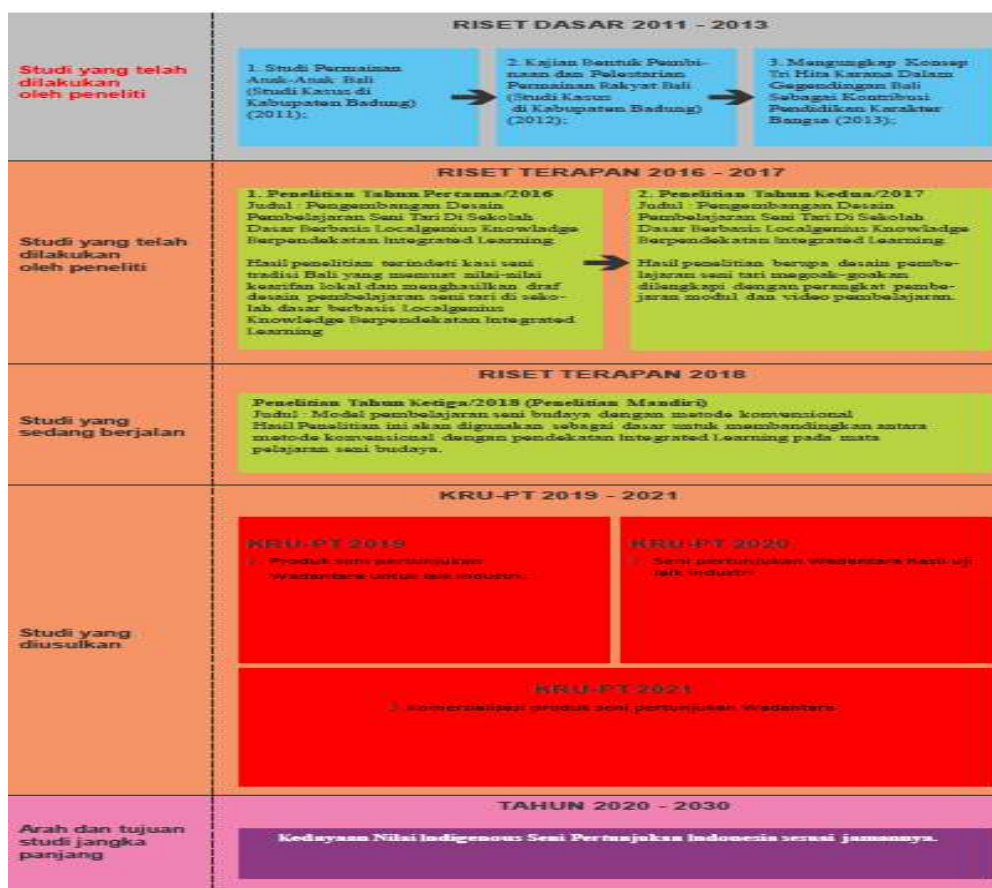 RISET DASAR 2011 - 2013
Studi yang telah
dilakukan
oleh peneliti
1. Studi Permainan
Anak-Anak Bali
(Studi Kasus di
Kabupaten Badung)
(2011);
2. Kajian Bentuk Pembi-
naan dan Pelestarian
Permainan Rakyat Bali
(Studi Kasus
di Kabupaten Badung)
(2012);
3. Mengungkap Konsep
Tri Hita Karana Dalam
Gegendingan Bali
Sebagai Kontribusi
Pendidikan Karakter
Bangsa (2013);
RISET TERAPAN 2016 - 2017
Studi yang telah
dilakukan
oleh peneliti
1. Penelitian Tahun Pertama/2016
Judul : Pengembangan Desain
Pembelajaran Seni Tari Di Sekolah
Dasar Berbasis Localgenius Knowladge
Berpendekatan Integrated Learning
Hasil penelitian terindeti kasi seni
tradisi Bali yang memuat nilai-nilai
kearifan lokal dan menghasilkan draf
desain pembelajaran seni tari di seko-
lah dasar berbasis Localgenius
Knowledge Berpendekatan Integrated
Learning
2. Penelitian Tahun Kedua/2017
Judul : Pengembangan Desain
Pembelajaran Seni Tari Di Sekolah
Dasar Berbasis Localgenius Knowladge
Berpendekatan Integrated Learning
Hasil penelitian berupa desain pembe-
lajaran seni tari megoak-goakan
dilengkapi dengan perangkat pembe-
jaran modul dan video pembelajaran.
RISET TERAPAN 2018
Studi yang
sedang berjalan
Penelitian Tahun Ketiga/2018 (Penelitian Mandiri)
Judul : Model pembelajaran seni budaya dengan metode konvensional
Hasil Penelitian ini akan digunakan sebagai dasar untuk membandingkan antara
metode konvensional dengan pendekatan Integrated Learning pada mata
pelajaran seni budaya.
KRU-PT 2019 - 2021
Studi yang
diusulkan
KRU-PT 2019
Produk seni pertunjukan
Wadantara untuk laik industri;
KRU-PT 2020
Seni pertunjukan Wadantara Hasil uji
laik industri
KRU-PT 2021
Komersialisasi produk seni pertunjukan Wadantara
TAHUN 2020 - 2030
Arah dan tujuan
studi jangka
panjang
Kedayaan Nilai Indigenous Seni Pertunjukan Indonesia sesuai jamannya.